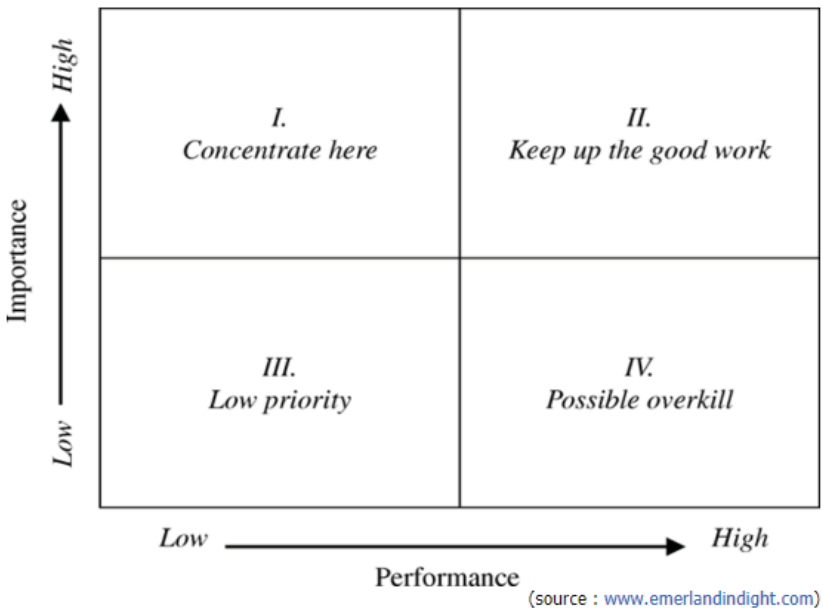 High
I.
Concentrate here
II.
Keep up the good work
Importance
III.
Low priority
IV.
Possible overkill
Low
Low
High
Performance
(source : www.emerlandindight.com)